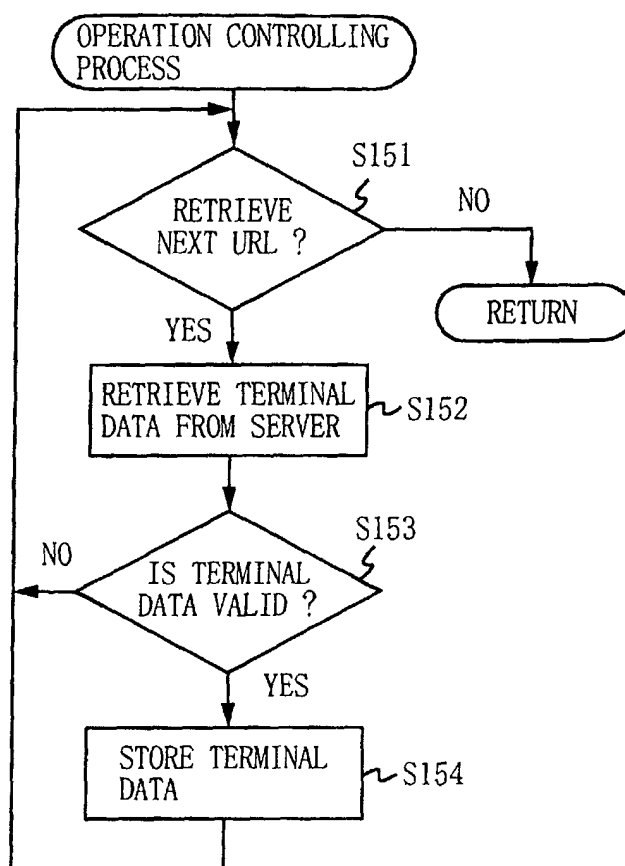 OPERATION CONTROLLING
PROCESS
S151
RETRIEVE
NEXT URL ?
NO
RETURN
YES
RETRIEVE TERMINAL
DATA FROM SERVER
S152
S153
NO
IS TERMINAL
DATA VALID ?
YES
STORE TERMINAL
DATA
S154